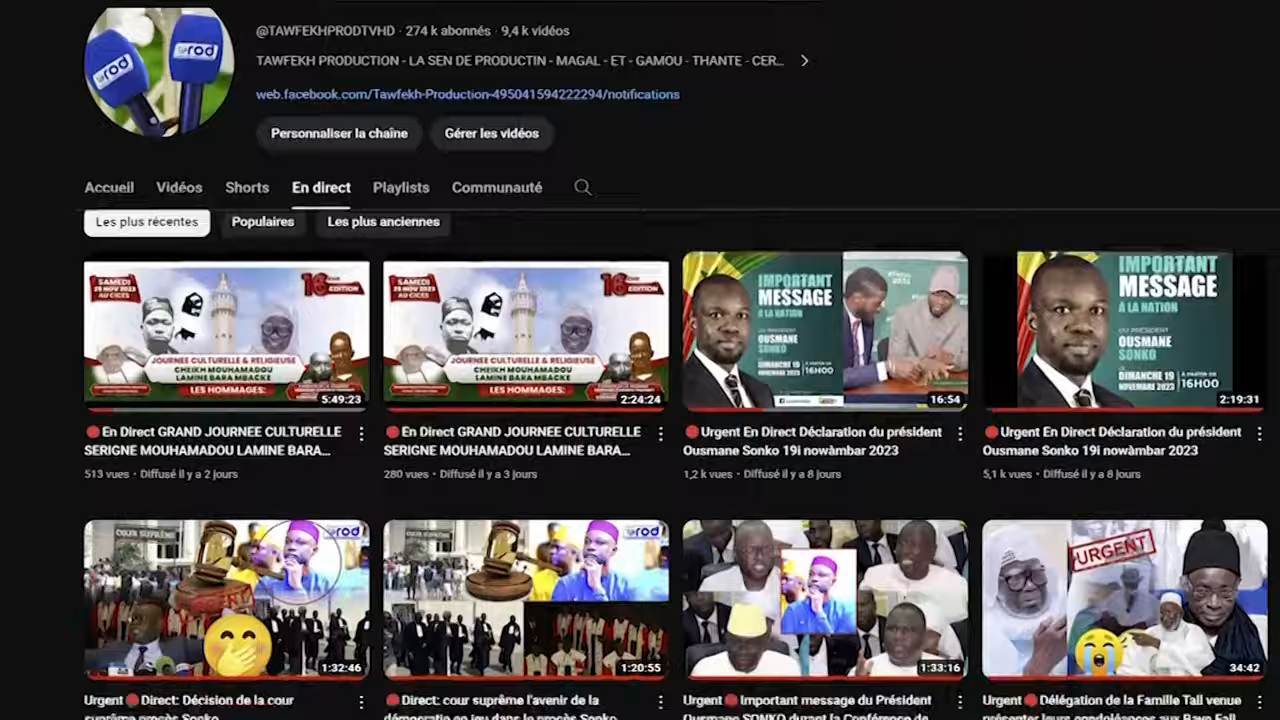 @TAWFEKHPRODTVHD · 274 k abonnés · 9,4 k vidéos
TAWFEKH PRODUCTION - LA SEN DE PRODUCTIN - MAGAL - ET - GAMOU - THANTE - CER...
web.facebook.com/Tawfekh-Production-495041594222294/notifications
Personnaliser la chaîne
Gérer les vidéos
Accueil
Vidéos
Shorts
En direct
Playlists
Communauté
Les plus récentes
Populaires
Les plus anciennes
SAMEDI
25 NOV 2023
AU CICES
16ÈME
EDITION
JOURNEE CULTURELLE & RELIGIEUSE
CHEIKH MOUHAMADOU
LAMINE BARA MBACKE
LES HOMMAGES:
5:49:23
SAMEDI
25 NOV 2023
AU CICES
16ÈME
EDITION
JOURNEE CULTURELLE & RELIGIEUSE
CHEIKH MOUHAMADOU
LAMINE BARA MBACKE
LES HOMMAGES:
2:24:24
IMPORTANT
MESSAGE
À LA NATION
DU PRÉSIDENT
OUSMANE
SONKO
DIMANCHE 19
NOVEMBRE 2023
À PARTIR DE
16H00
16:54
IMPORTANT
MESSAGE
À LA NATION
DU PRÉSIDENT
OUSMANE
SONKO
DIMANCHE 19
NOVEMBRE 2023
À PARTIR DE
16H00
2:19:31
En Direct GRAND JOURNEE CULTURELLE
SERIGNE MOUHAMADOU LAMINE BARA...
513 vues · Diffusé il y a 2 jours
En Direct GRAND JOURNEE CULTURELLE
SERIGNE MOUHAMADOU LAMINE BARA...
280 vues · Diffusé il y a 3 jours
Urgent En Direct Déclaration du président
Ousmane Sonko 19i nowàmbar 2023
1,2 k vues · Diffusé il y a 8 jours
Urgent En Direct Déclaration du président
Ousmane Sonko 19i nowàmbar 2023
5,1 k vues · Diffusé il y a 8 jours
COUR SUPRÊME
rod
URGENT
1:32:46
COUR SUPRÊME
rod
1:20:55
1:33:16
URGENT
34:42
Urgent Direct: Décision de la cour
suprême procès Sonko
Direct: cour suprême l'avenir de la
démocratie en jeu dans le procès Sonko
Urgent Important message du Président
Ousmane SONKO durant la Conférence de
Urgent Délégation de la Famille Tall venue
présenter leurs condoléances aux Fall